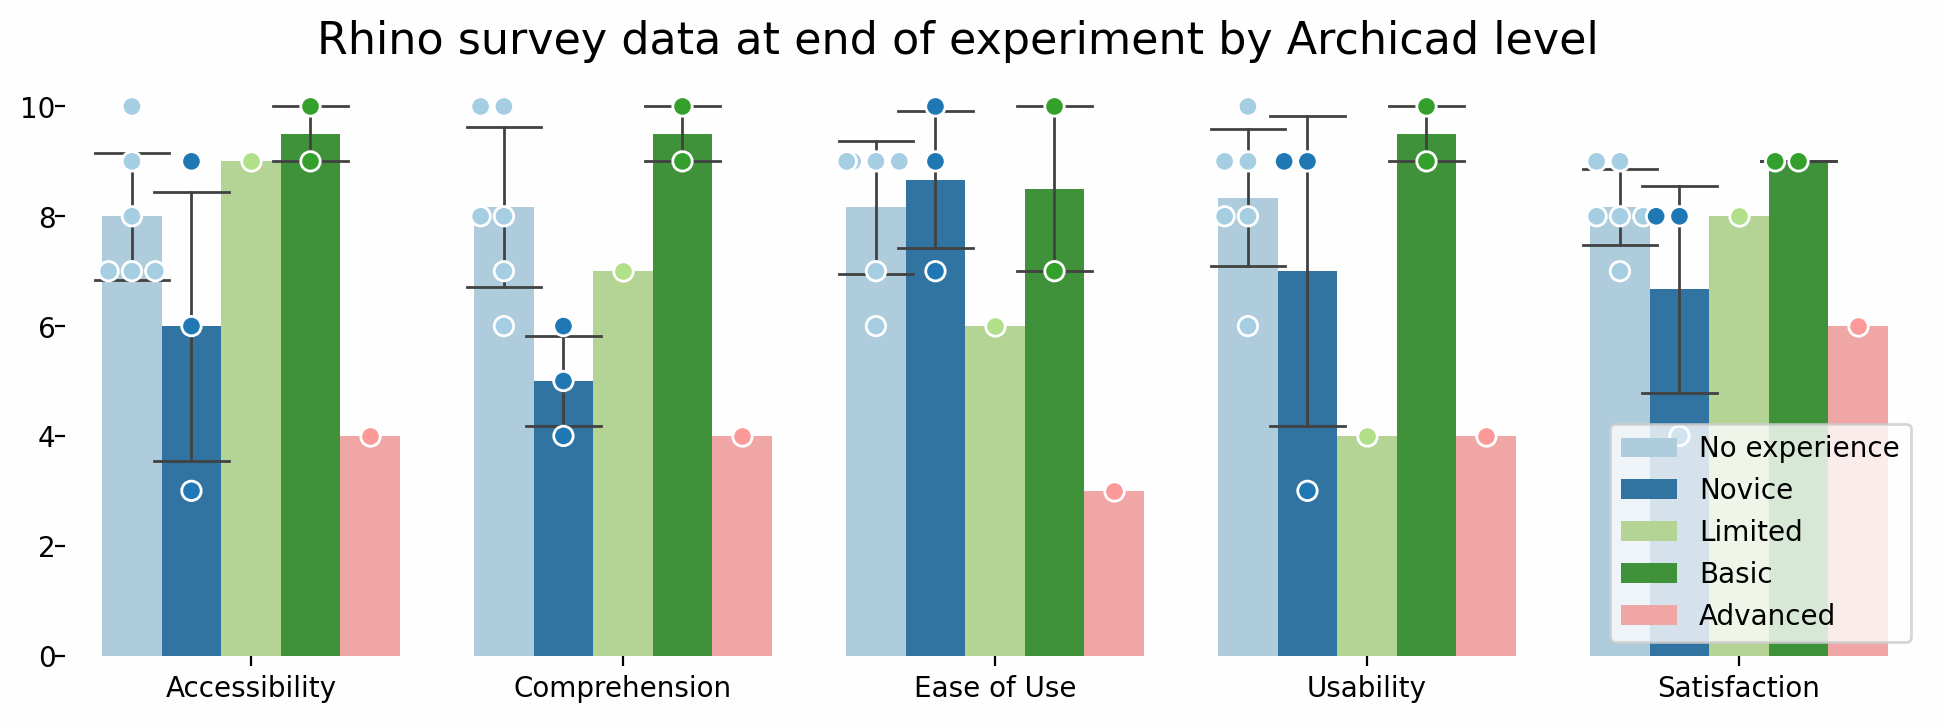 Rhino survey data at end of experiment by Archicad level
10
8
6
4
2
0
Accessibility
Comprehension
Ease of Use
Usability
Satisfaction
No experience
Novice
Limited
Basic
Advanced